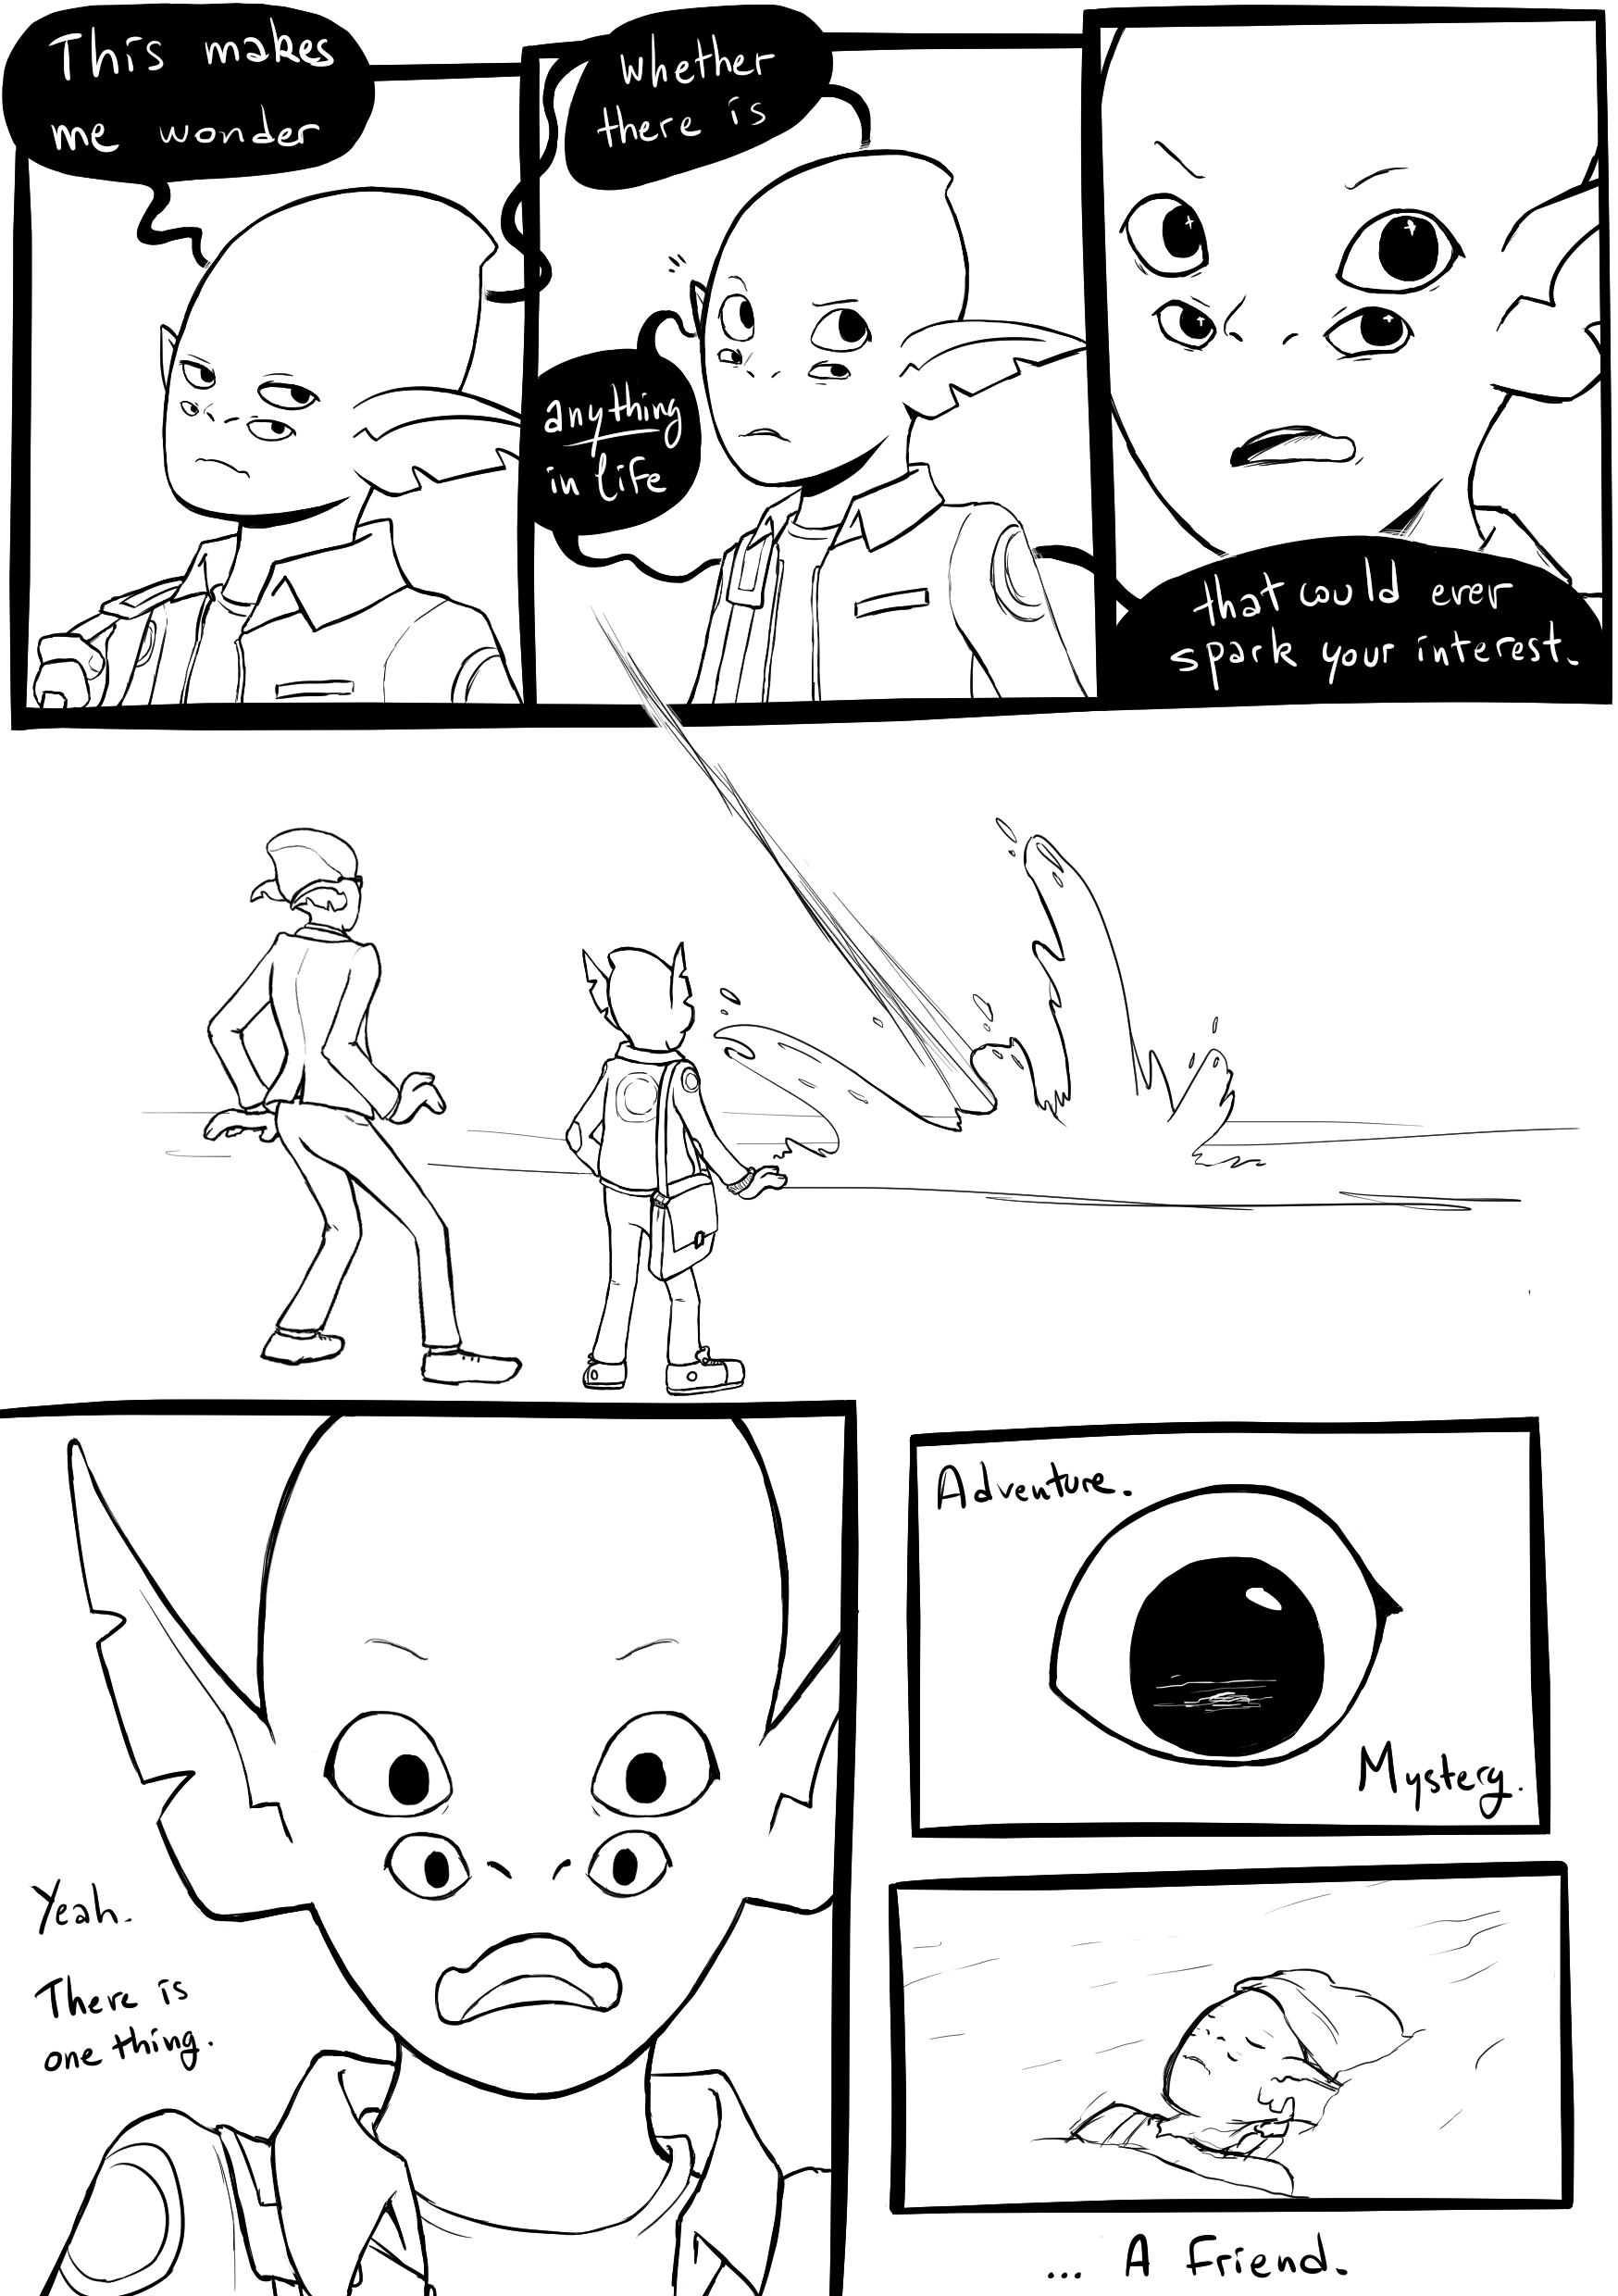 This makes
me wonder
whether
there is
anything
in life
that could ever
spark your interest.
Yeah.
There is
one thing.
Adventure.
Mystery.
... A friend.